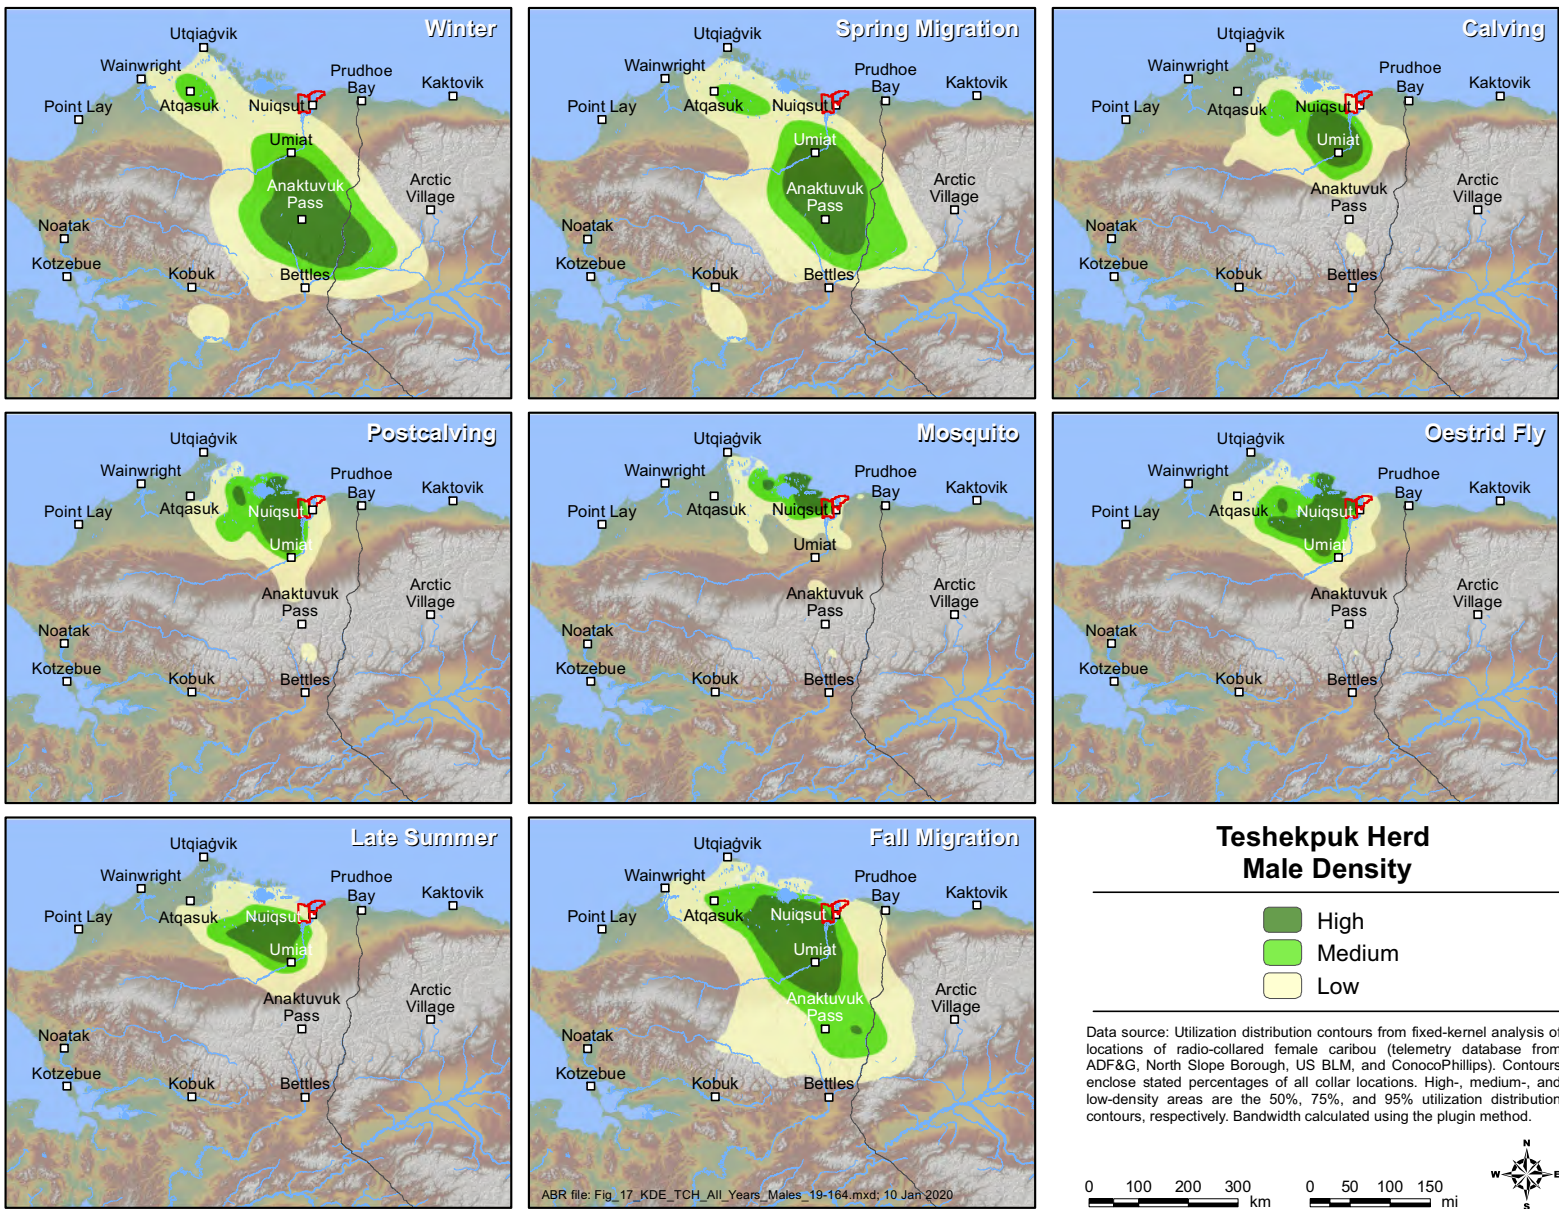 Winter
Utqiaġvik
Wainwright
Prudhoe
Bay
Kaktovik
Atqasuk
Nuiqsut
Point Lay
Umiat
Anaktuvuk
Pass
Arctic
Village
Noatak
Kotzebue
Kobuk
Bettles
Spring Migration
Utqiaġvik
Wainwright
Prudhoe
Bay
Kaktovik
Atqasuk
Nuiqsut
Point Lay
Umiat
Anaktuvuk
Pass
Arctic
Village
Noatak
Kotzebue
Kobuk
Bettles
Calving
Utqiaġvik
Wainwright
Prudhoe
Bay
Kaktovik
Atqasuk
Nuiqsut
Point Lay
Umiat
Anaktuvuk
Pass
Arctic
Village
Noatak
Kotzebue
Kobuk
Bettles
Postcalving
Utqiaġvik
Wainwright
Prudhoe
Bay
Kaktovik
Atqasuk
Nuiqsut
Point Lay
Umiat
Anaktuvuk
Pass
Arctic
Village
Noatak
Kotzebue
Kobuk
Bettles
Mosquito
Utqiaġvik
Wainwright
Prudhoe
Bay
Kaktovik
Atqasuk
Nuiqsut
Point Lay
Umiat
Anaktuvuk
Pass
Arctic
Village
Noatak
Kotzebue
Kobuk
Bettles
Oestrid Fly
Utqiaġvik
Wainwright
Prudhoe
Bay
Kaktovik
Atqasuk
Nuiqsut
Point Lay
Umiat
Anaktuvuk
Pass
Arctic
Village
Noatak
Kotzebue
Kobuk
Bettles
Late Summer
Utqiaġvik
Wainwright
Prudhoe
Bay
Kaktovik
Atqasuk
Nuiqsut
Point Lay
Umiat
Anaktuvuk
Pass
Arctic
Village
Noatak
Kotzebue
Kobuk
Bettles
Fall Migration
Utqiaġvik
Wainwright
Prudhoe
Bay
Kaktovik
Atqasuk
Nuiqsut
Point Lay
Umiat
Anaktuvuk
Pass
Arctic
Village
Noatak
Kotzebue
Kobuk
Bettles
ABR file: Fig_17_KDE_TCH_All_Years_Males_19-164.mxd; 10 Jan 2020
Teshekpuk Herd
Male Density
High
Medium
Low
Data source: Utilization distribution contours from fixed-kernel analysis of
locations of radio-collared female caribou (telemetry database from
ADF&G, North Slope Borough, US BLM, and ConocoPhillips). Contours
enclose stated percentages of all collar locations. High-, medium-, and
low-density areas are the 50%, 75%, and 95% utilization distribution
contours, respectively. Bandwidth calculated using the plugin method.
0 100 200 300 km
0 50 100 150 mi
N
W E
S